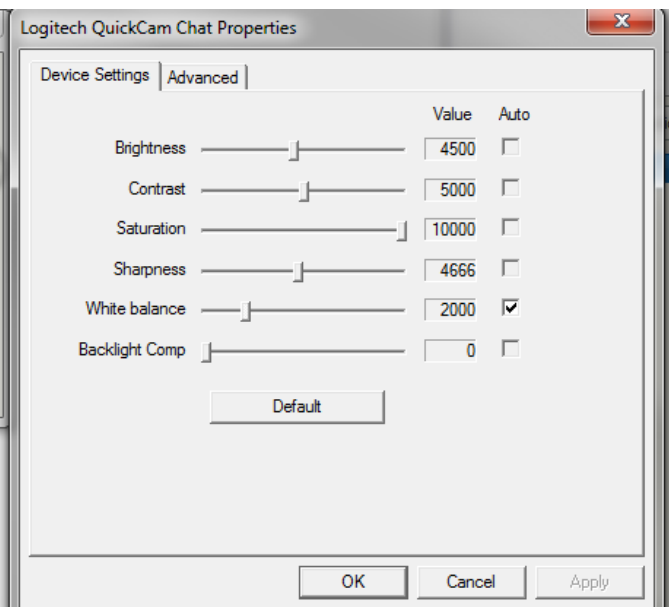 Logitech QuickCam Chat Properties
Device Settings Advanced
Value Auto
Brightness 4500
Contrast 5000
Saturation 10000
Sharpness 4666
White balance 2000
Backlight Comp 0
Default
OK Cancel Apply